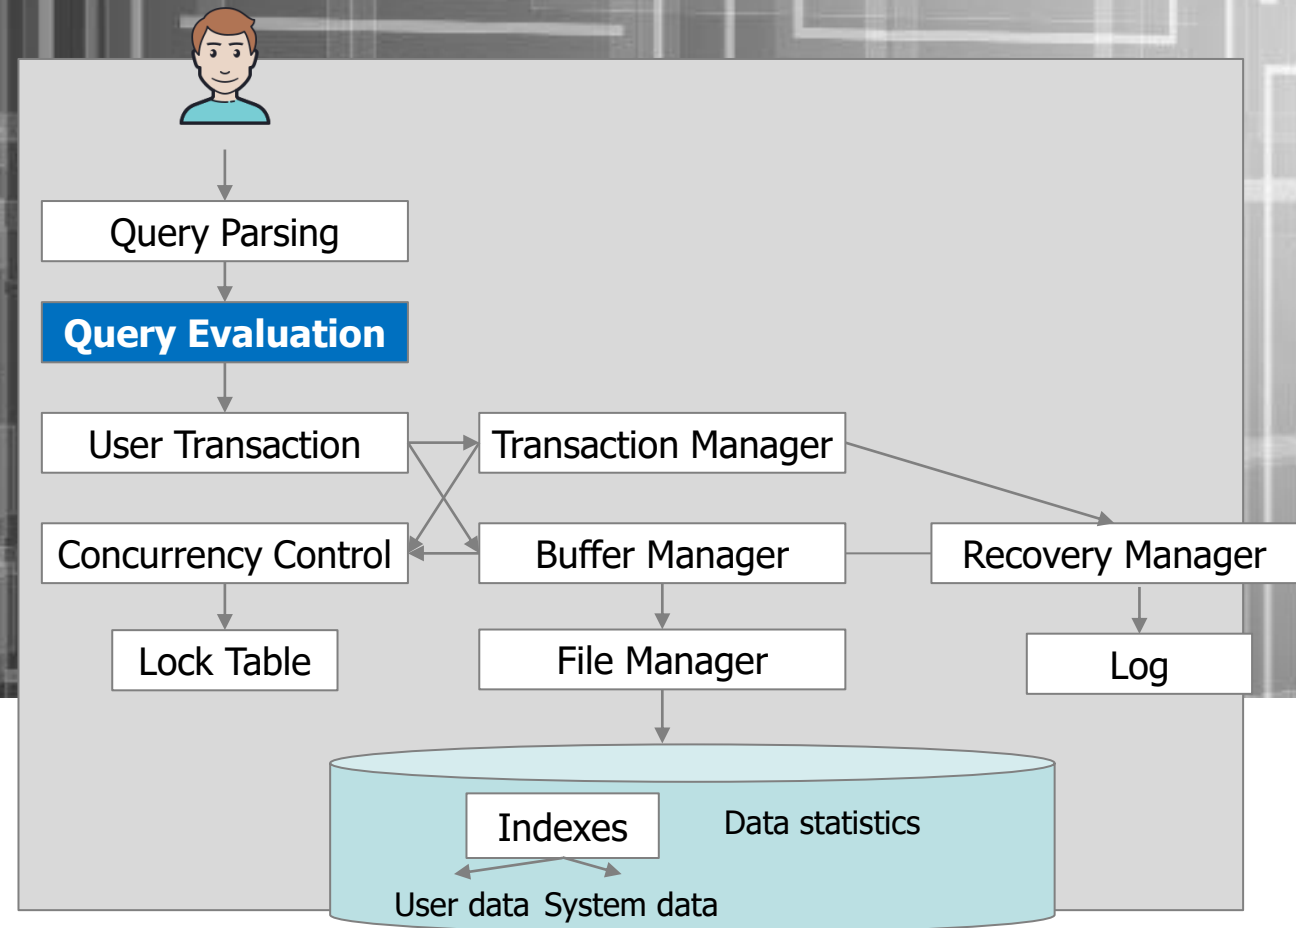 Query Parsing
Query Evaluation
User Transaction
Transaction Manager
Concurrency Control
Buffer Manager
Recovery Manager
Lock Table
File Manager
Log
Indexes
Data statistics
User data
System data